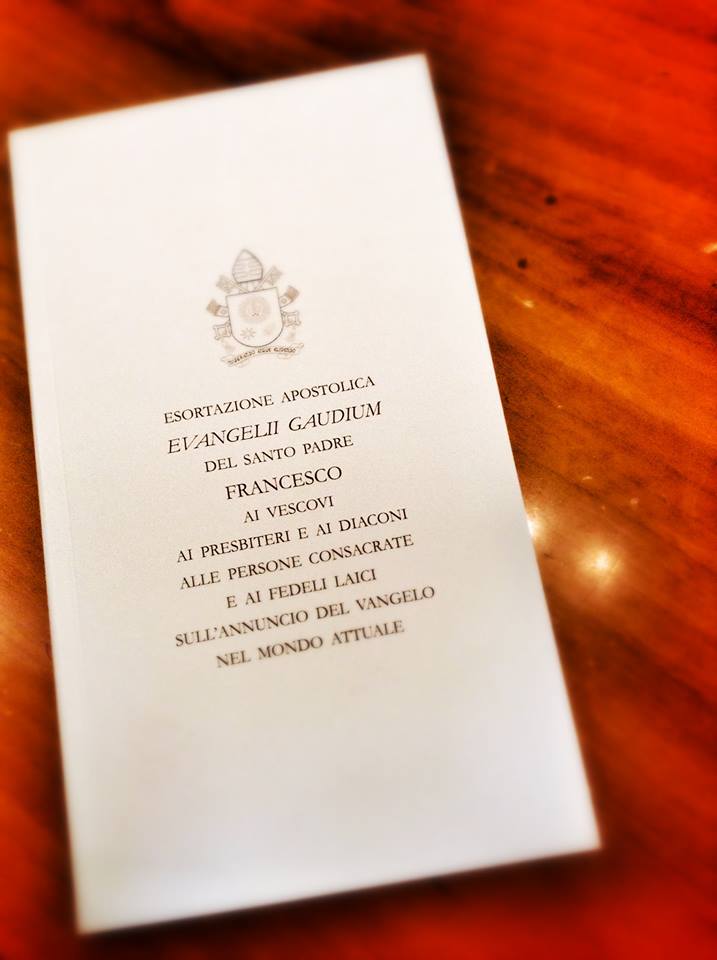 ESORTAZIONE APOSTOLICA
EVANGELII GAUDIUM
DEL SANTO PADRE
FRANCESCO
AI VESCOVI
AI PRESBITERI E AI DIACONI
ALLE PERSONE CONSACRATE
E AI FEDELI LAICI
SULL'ANNUNCIO DEL VANGELO
NEL MONDO ATTUALE